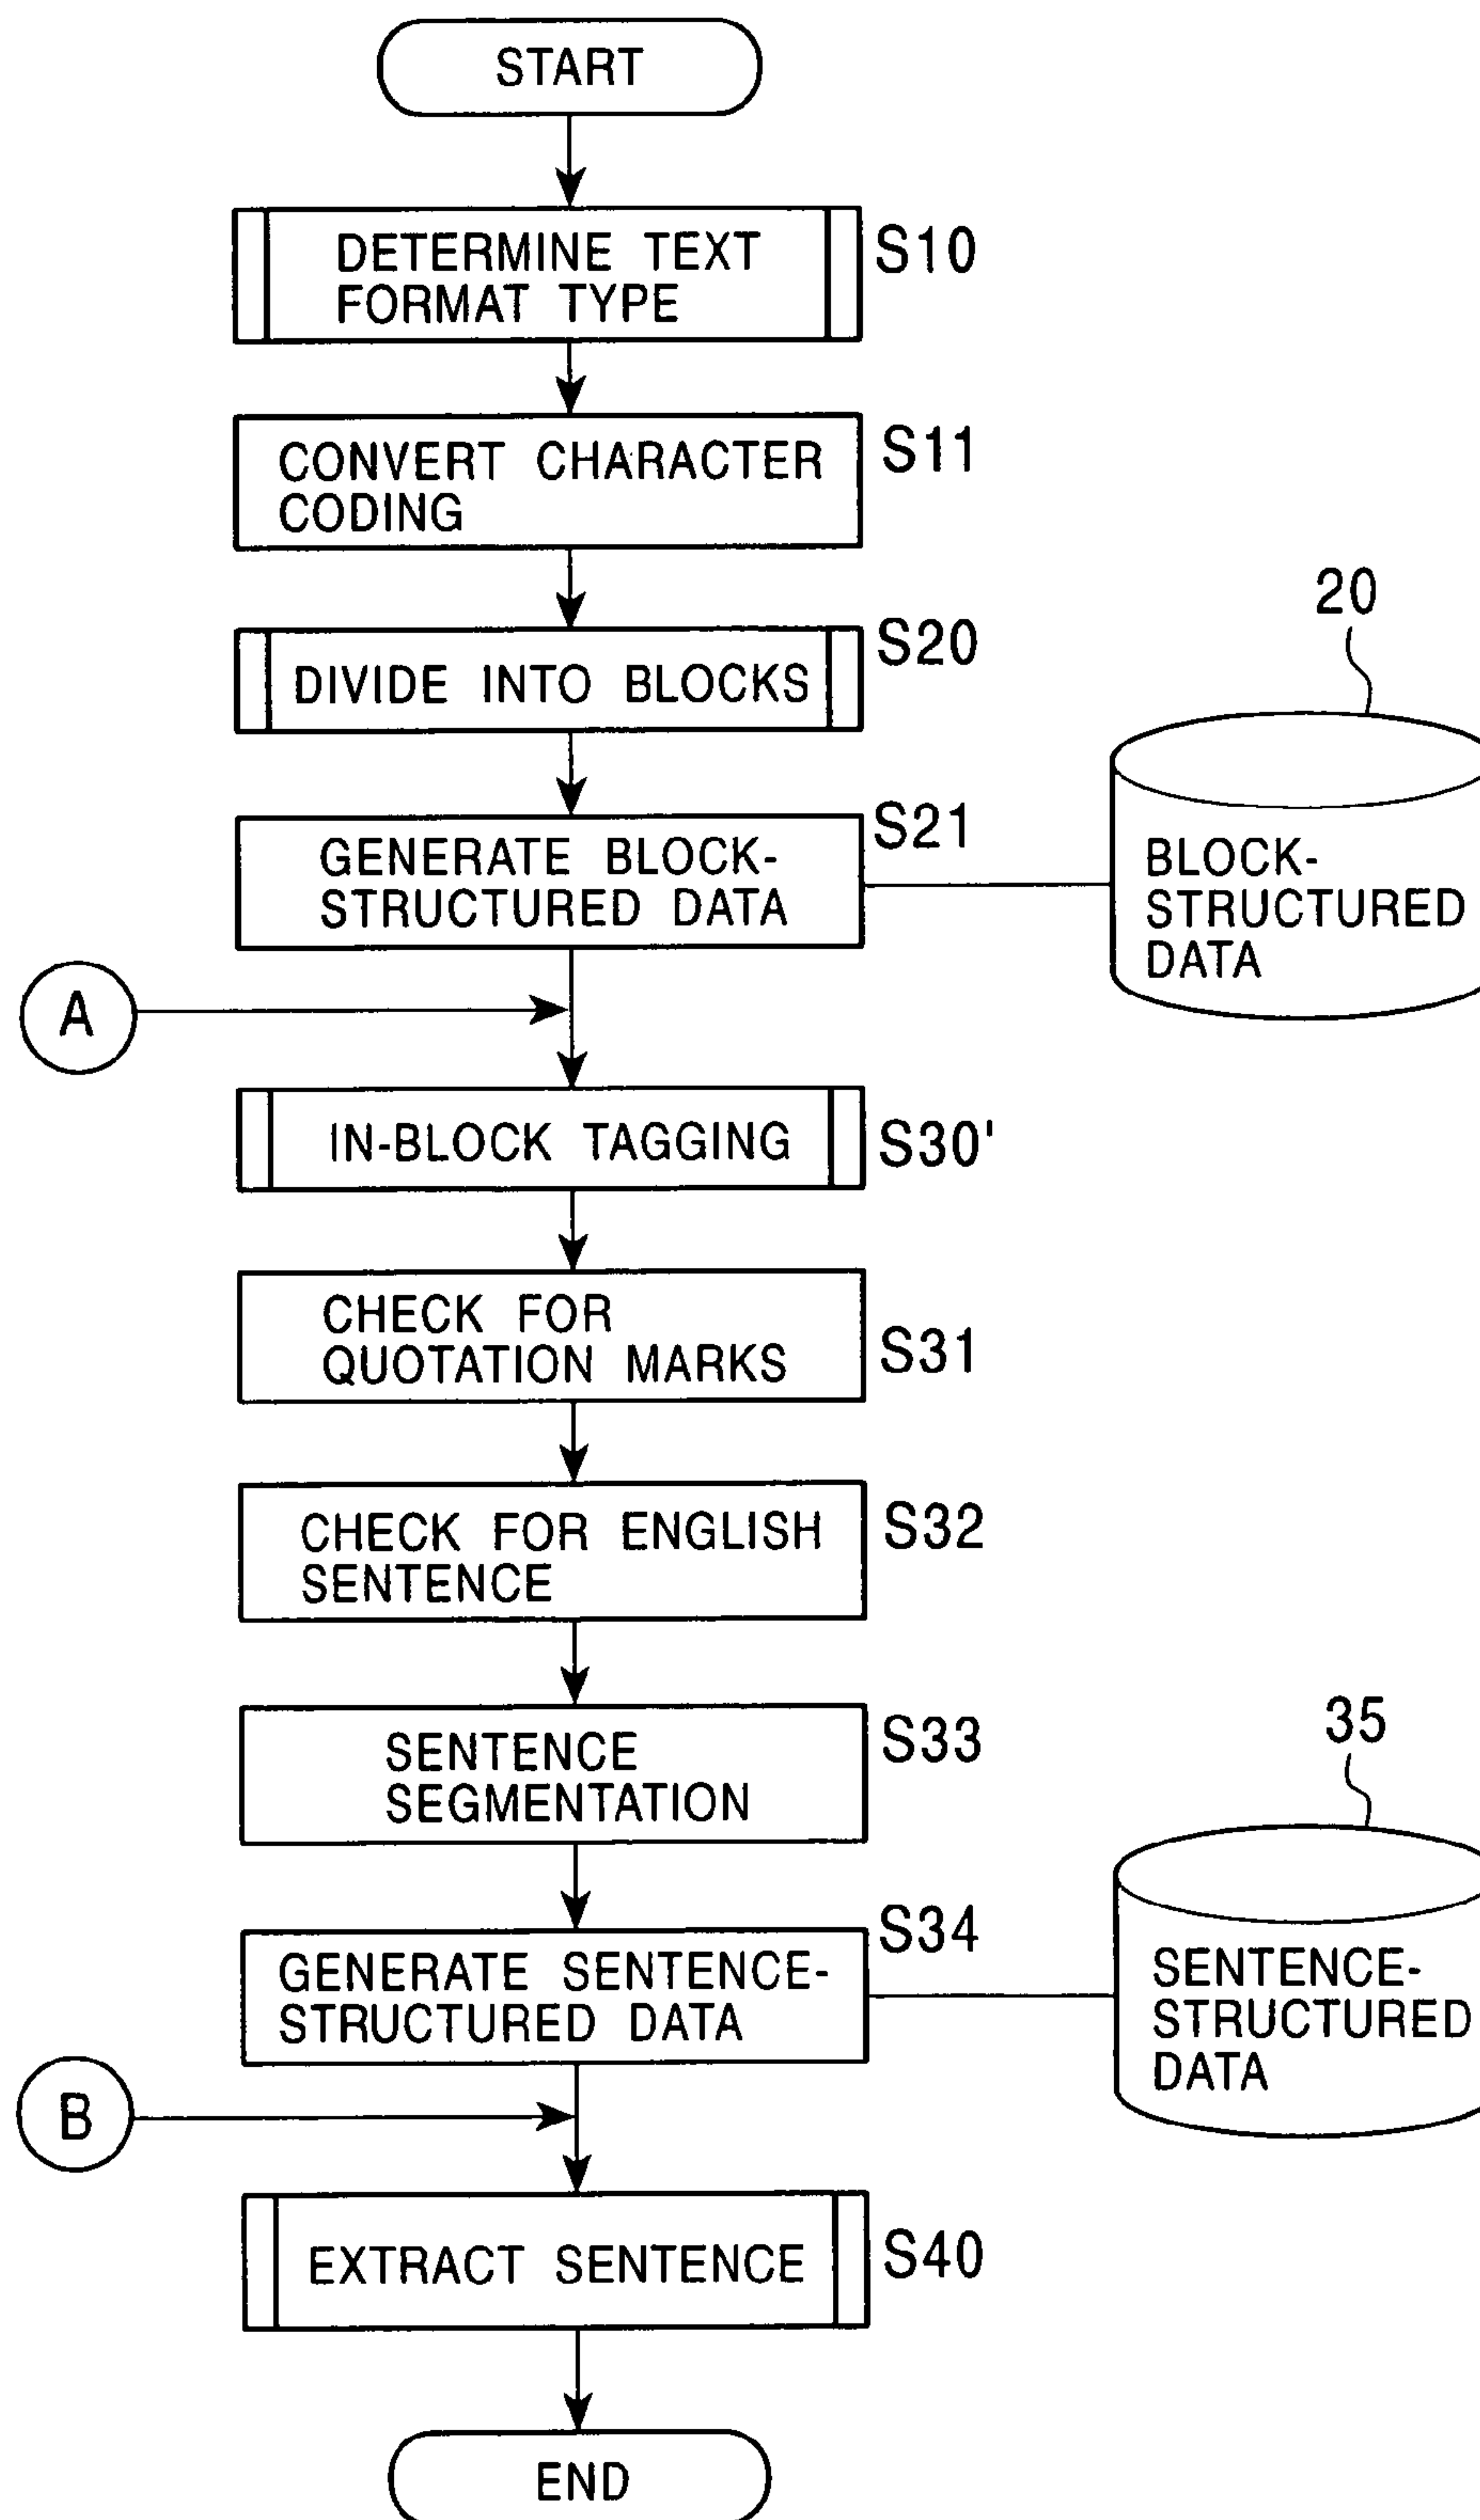 START
DETERMINE TEXT
FORMAT TYPE
S10
CONVERT CHARACTER
CODING
S11
DIVIDE INTO BLOCKS
S20
20
GENERATE BLOCK-
STRUCTURED DATA
S21
BLOCK-
STRUCTURED
DATA
A
IN-BLOCK TAGGING
S30'
CHECK FOR
QUOTATION MARKS
S31
CHECK FOR ENGLISH
SENTENCE
S32
SENTENCE
SEGMENTATION
S33
35
GENERATE SENTENCE-
STRUCTURED DATA
S34
SENTENCE-
STRUCTURED
DATA
B
EXTRACT SENTENCE
S40
END